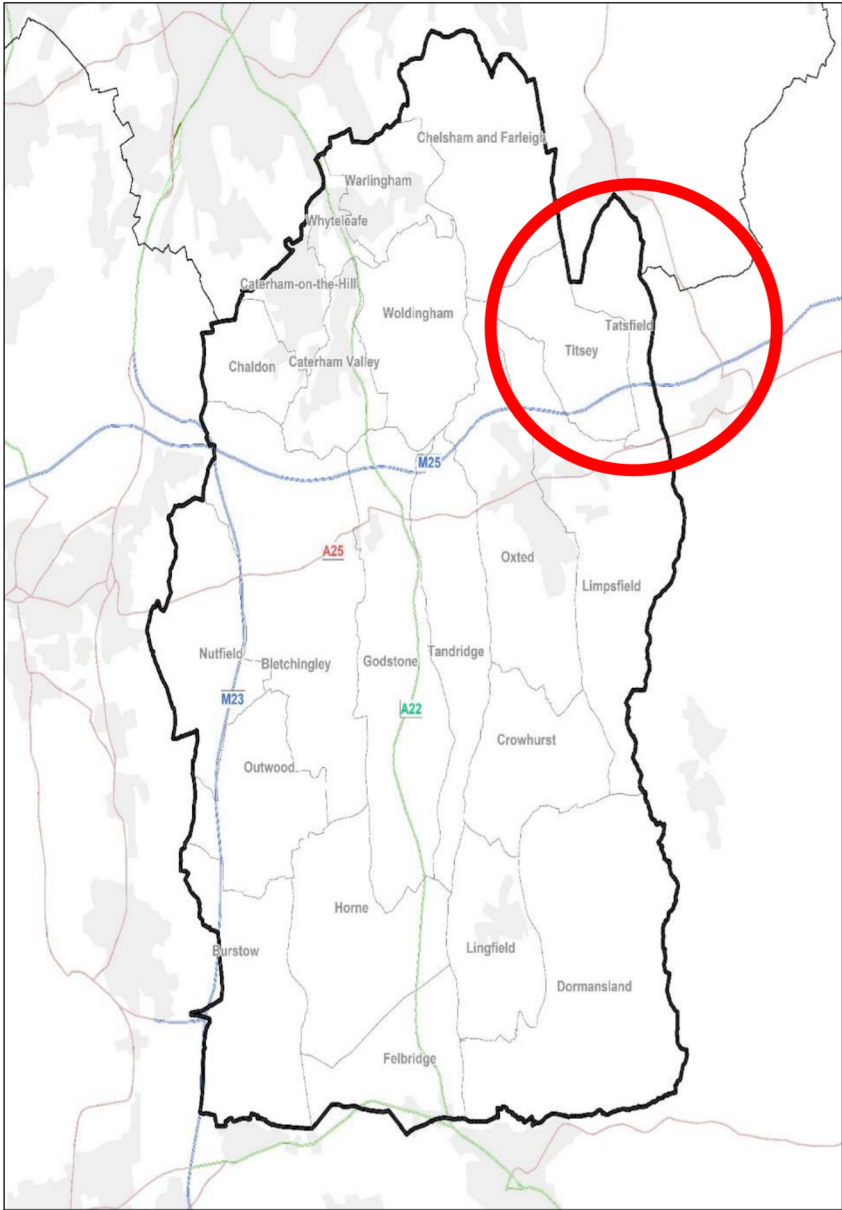 Chelsham and Farleigh
Warlingham
Whyteleafe
Caterham-on-the-Hill
Woldingham
Tatsfield
Titsey
Chaldon
Caterham Valley
M25
A25
Oxted
Limpsfield
Nutfield
Bletchingley
Godstone
Tandridge
M23
A22
Crowhurst
Outwood
Horne
Burstow
Lingfield
Dormansland
Felbridge